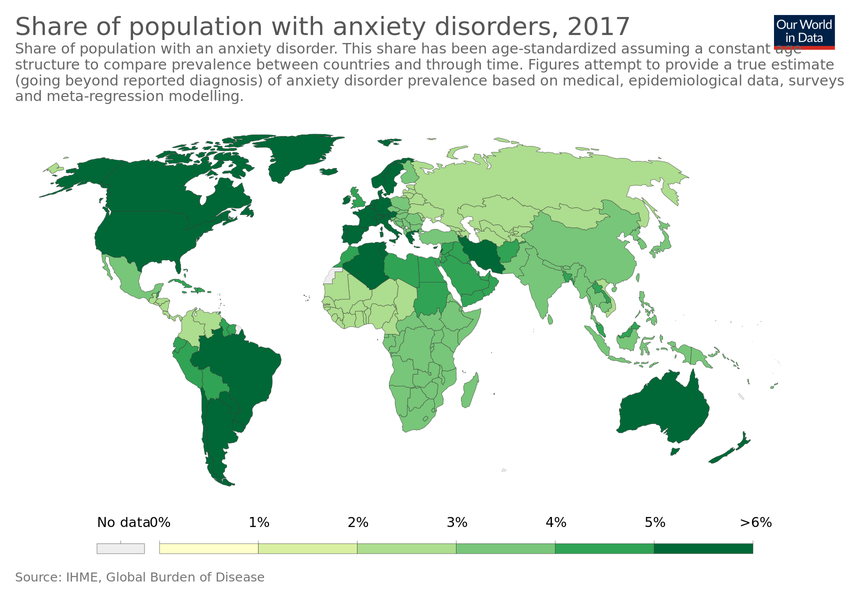 Share of population with anxiety disorders, 2017
Our World
in Data
Share of population with an anxiety disorder. This share has been age-standardized assuming a constant age
structure to compare prevalence between countries and through time. Figures attempt to provide a true estimate
(going beyond reported diagnosis) of anxiety disorder prevalence based on medical, epidemiological data, surveys
and meta-regression modelling.
No data 0% 1% 2% 3% 4% 5% >6%
Source: IHME, Global Burden of Disease